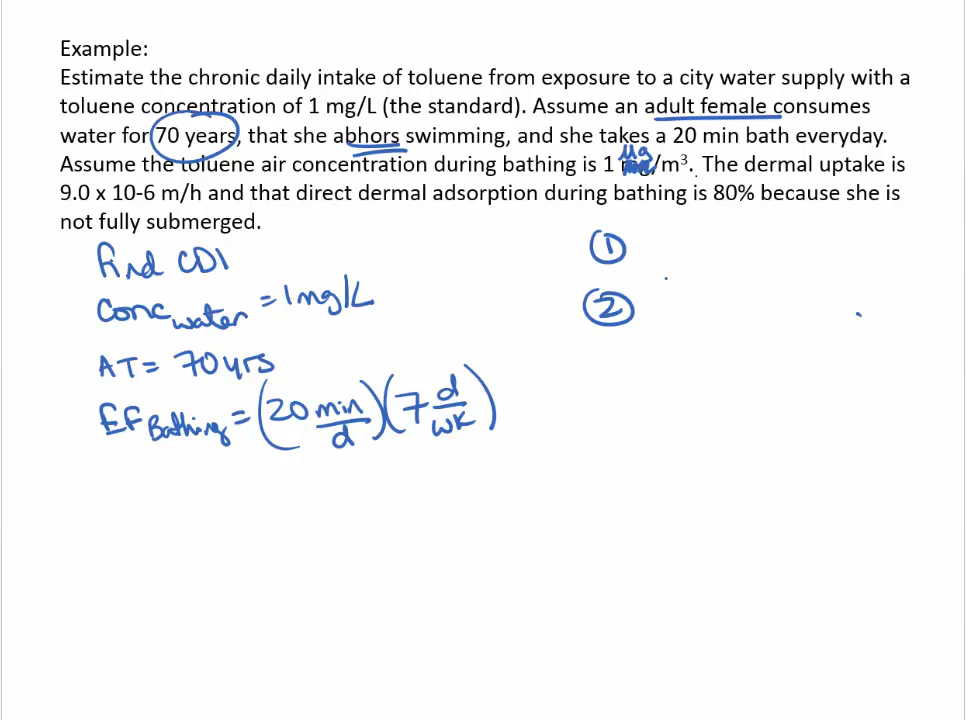 Example:
Estimate the chronic daily intake of toluene from exposure to a city water supply with a
toluene concentration of 1 mg/L (the standard). Assume an adult female consumes
water for 70 years, that she abhors swimming, and she takes a 20 min bath everyday.
Assume the toluene air concentration during bathing is 1 μg/m³. The dermal uptake is
9.0 x 10-6 m/h and that direct dermal adsorption during bathing is 80% because she is
not fully submerged.
find CDI
①
Conc water = 1mg/L
②
AT = 70 yrs
EF Bathing = (20 min/d)(7 d/wk)